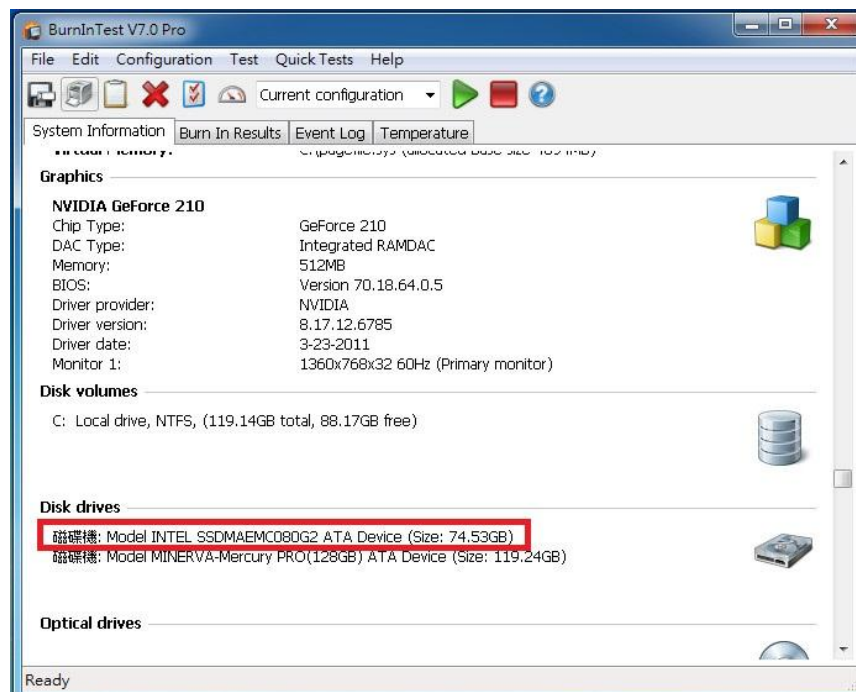 BurnInTest V7.0 Pro
File Edit Configuration Test Quick Tests Help
Current configuration
System Information Burn In Results Event Log Temperature
Graphics
NVIDIA GeForce 210
Chip Type: GeForce 210
DAC Type: Integrated RAMDAC
Memory: 512MB
BIOS: Version 70.18.64.0.5
Driver provider: NVIDIA
Driver version: 8.17.12.6785
Driver date: 3-23-2011
Monitor 1: 1360x768x32 60Hz (Primary monitor)
Disk volumes
C: Local drive, NTFS, (119.14GB total, 88.17GB free)
Disk drives
磁碟機: Model INTEL SSDMAEMC080G2 ATA Device (Size: 74.53GB)
磁碟機: Model MINERVA-Mercury PRO(128GB) ATA Device (Size: 119.24GB)
Optical drives
Ready